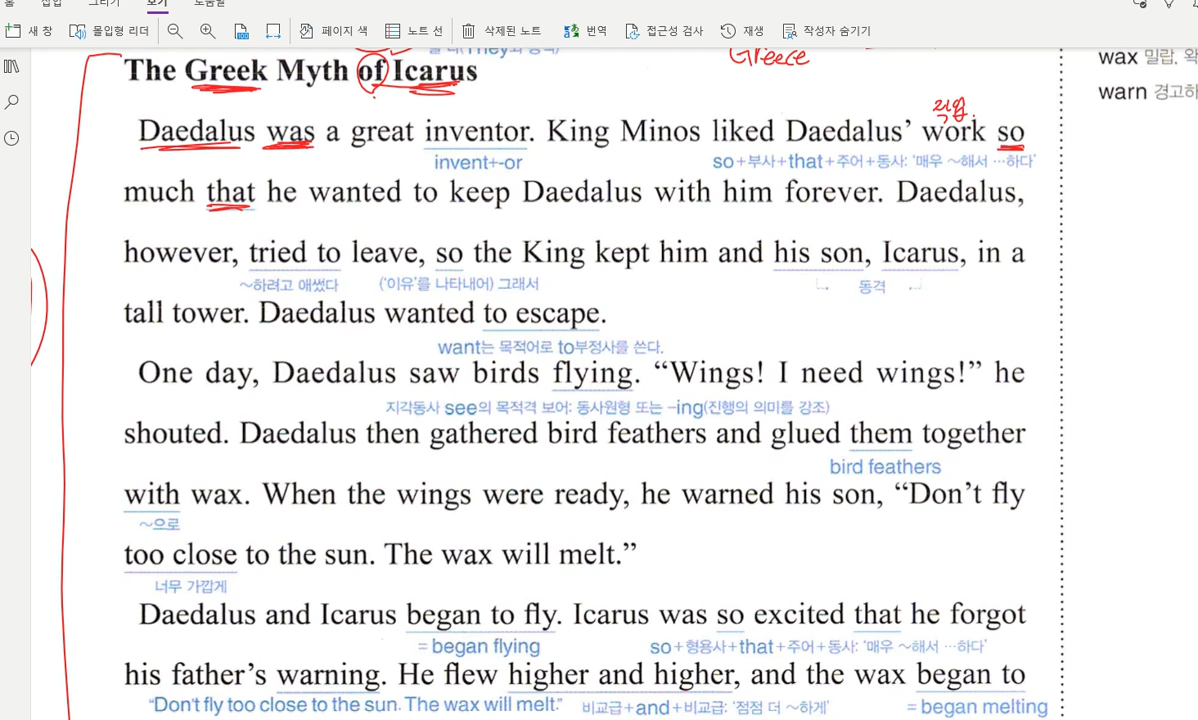 홈 삽입 그리기 보기 도움말
새 창 몰입형 리더 페이지 색 노트 선 삭제된 노트 번역 접근성 검사 재생 작성자 숨기기
Greece
wax 밀랍, 왁
The Greek Myth of Icarus
warn 경고하
Daedalus was a great inventor. King Minos liked Daedalus’ work so
invent+-or so+부사+that+주어+동사: ‘매우 ~해서 …하다’
much that he wanted to keep Daedalus with him forever. Daedalus,
however, tried to leave, so the King kept him and his son, Icarus, in a
~하려고 애썼다 (‘이유’를 나타내어) 그래서 동격
tall tower. Daedalus wanted to escape.
want는 목적어로 to부정사를 쓴다.
One day, Daedalus saw birds flying. “Wings! I need wings!” he
지각동사 see의 목적격 보어: 동사원형 또는 -ing(진행의 의미를 강조)
shouted. Daedalus then gathered bird feathers and glued them together
bird feathers
with wax. When the wings were ready, he warned his son, “Don’t fly
~으로
too close to the sun. The wax will melt.”
너무 가깝게
Daedalus and Icarus began to fly. Icarus was so excited that he forgot
= began flying so+형용사+that+주어+동사: ‘매우 ~해서 …하다’
his father’s warning. He flew higher and higher, and the wax began to
“Don’t fly too close to the sun. The wax will melt.” 비교급+and+비교급: ‘점점 더 ~하게’ = began melting